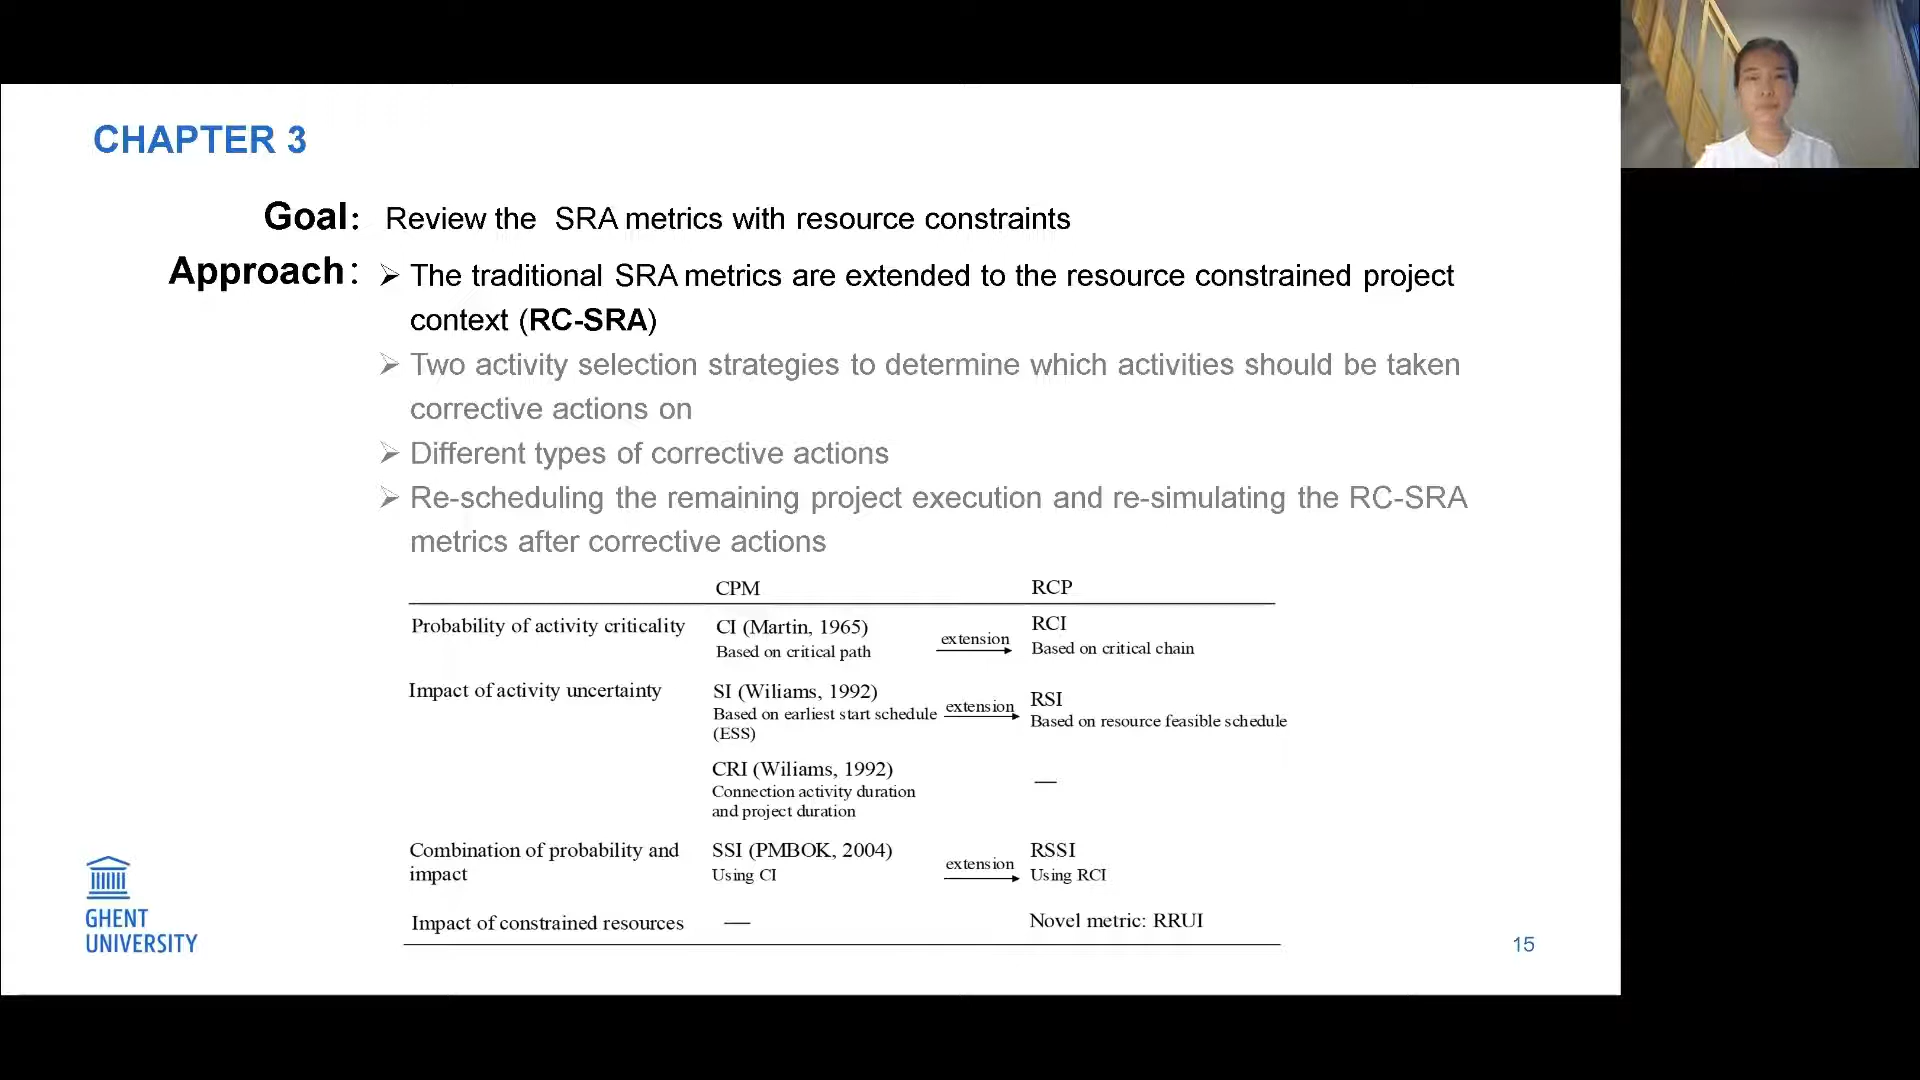 CHAPTER 3
Goal: Review the SRA metrics with resource constraints
Approach: ➢ The traditional SRA metrics are extended to the resource constrained project
context (RC-SRA)
➢ Two activity selection strategies to determine which activities should be taken
corrective actions on
➢ Different types of corrective actions
➢ Re-scheduling the remaining project execution and re-simulating the RC-SRA
metrics after corrective actions
CPM RCP
Probability of activity criticality CI (Martin, 1965) extension RCI
Based on critical path Based on critical chain
Impact of activity uncertainty SI (Wiliams, 1992) extension RSI
Based on earliest start schedule Based on resource feasible schedule
(ESS)
CRI (Wiliams, 1992) —
Connection activity duration
and project duration
Combination of probability and SSI (PMBOK, 2004) extension RSSI
impact Using CI Using RCI
Impact of constrained resources — Novel metric: RRUI
GHENT
UNIVERSITY
15